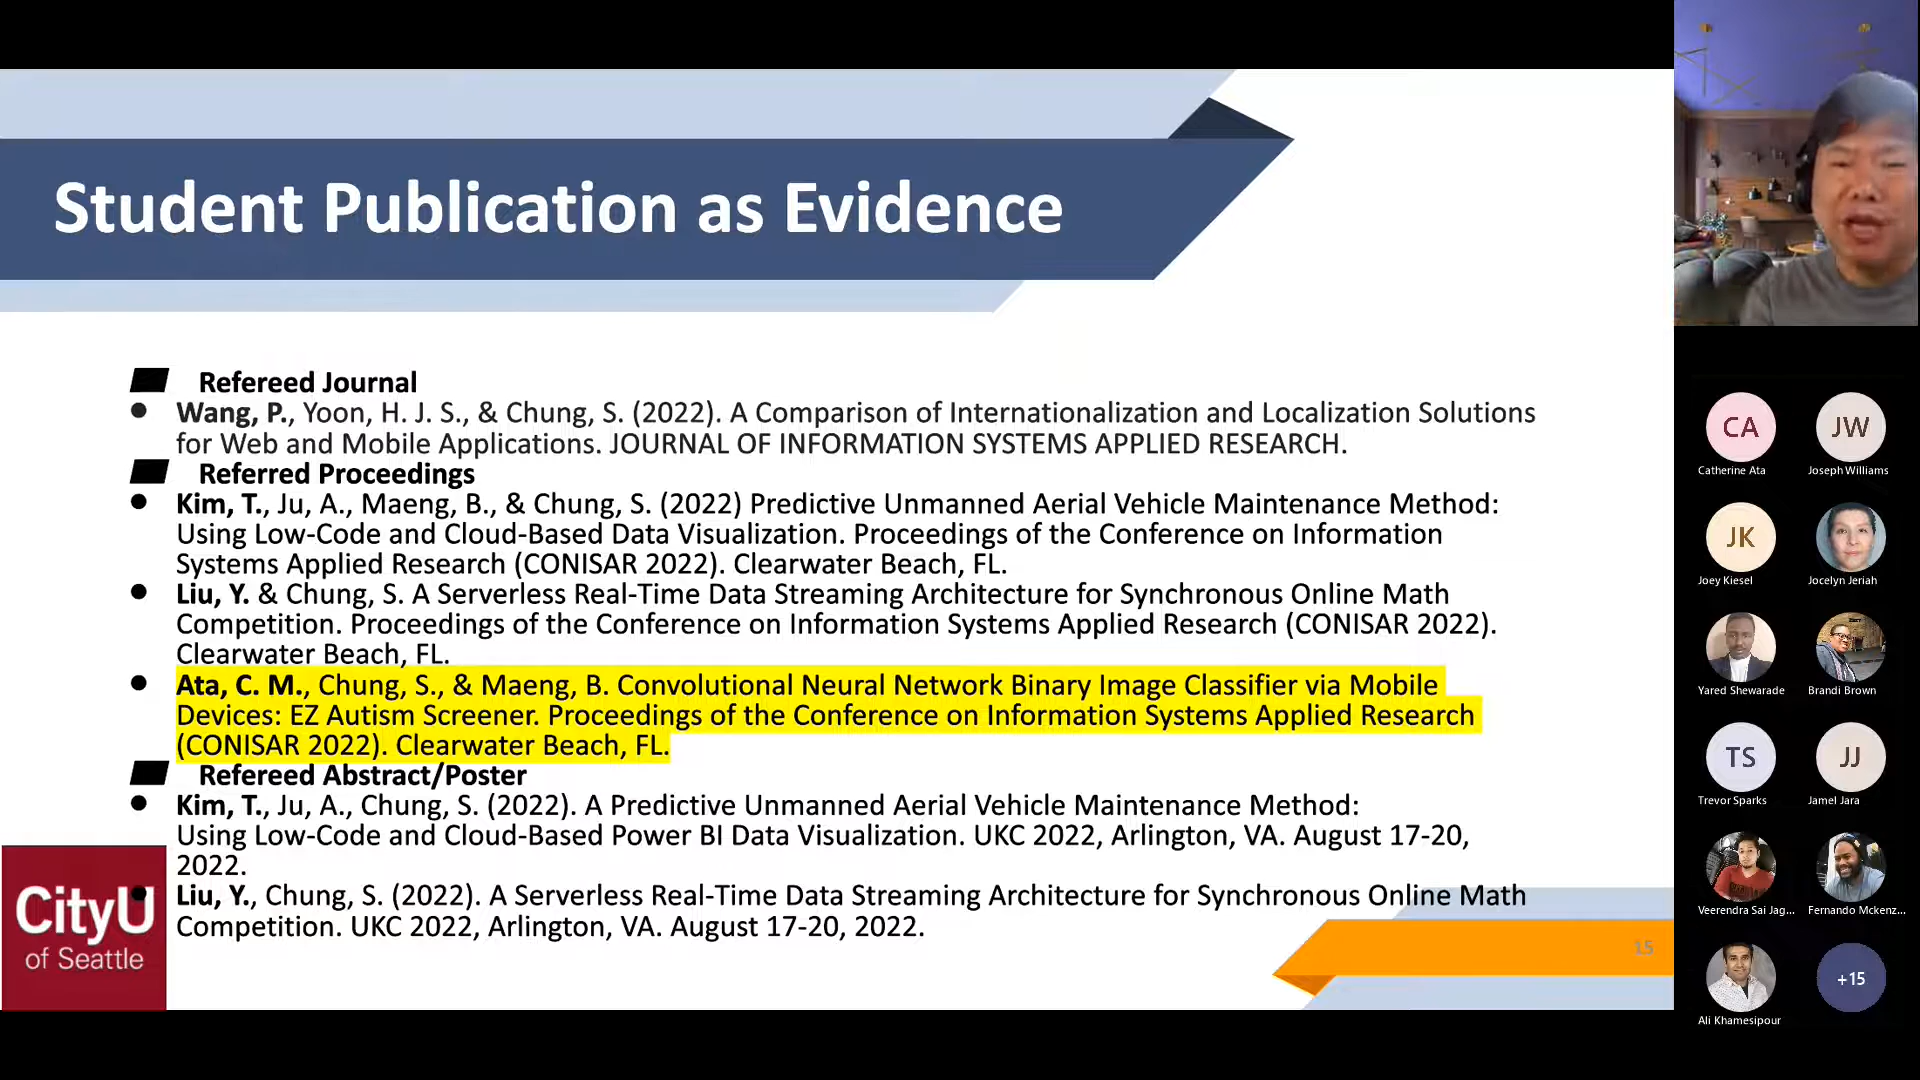 Student Publication as Evidence
Refereed Journal
Wang, P., Yoon, H. J. S., & Chung, S. (2022). A Comparison of Internationalization and Localization Solutions
for Web and Mobile Applications. JOURNAL OF INFORMATION SYSTEMS APPLIED RESEARCH.
Referred Proceedings
Kim, T., Ju, A., Maeng, B., & Chung, S. (2022) Predictive Unmanned Aerial Vehicle Maintenance Method:
Using Low-Code and Cloud-Based Data Visualization. Proceedings of the Conference on Information
Systems Applied Research (CONISAR 2022). Clearwater Beach, FL.
Liu, Y. & Chung, S. A Serverless Real-Time Data Streaming Architecture for Synchronous Online Math
Competition. Proceedings of the Conference on Information Systems Applied Research (CONISAR 2022).
Clearwater Beach, FL.
Ata, C. M., Chung, S., & Maeng, B. Convolutional Neural Network Binary Image Classifier via Mobile
Devices: EZ Autism Screener. Proceedings of the Conference on Information Systems Applied Research
(CONISAR 2022). Clearwater Beach, FL.
Refereed Abstract/Poster
Kim, T., Ju, A., Chung, S. (2022). A Predictive Unmanned Aerial Vehicle Maintenance Method:
Using Low-Code and Cloud-Based Power BI Data Visualization. UKC 2022, Arlington, VA. August 17-20,
2022.
Liu, Y., Chung, S. (2022). A Serverless Real-Time Data Streaming Architecture for Synchronous Online Math
Competition. UKC 2022, Arlington, VA. August 17-20, 2022.
CityU
of Seattle
15
CA
JW
Catherine Ata
Joseph Williams
JK
Joey Kiesel
Jocelyn Jeriah
Yared Shewarade
Brandi Brown
TS
JJ
Trevor Sparks
Jamel Jara
Veerendra Sai Jag...
Fernando Mckenz...
+15
Ali Khamesipour